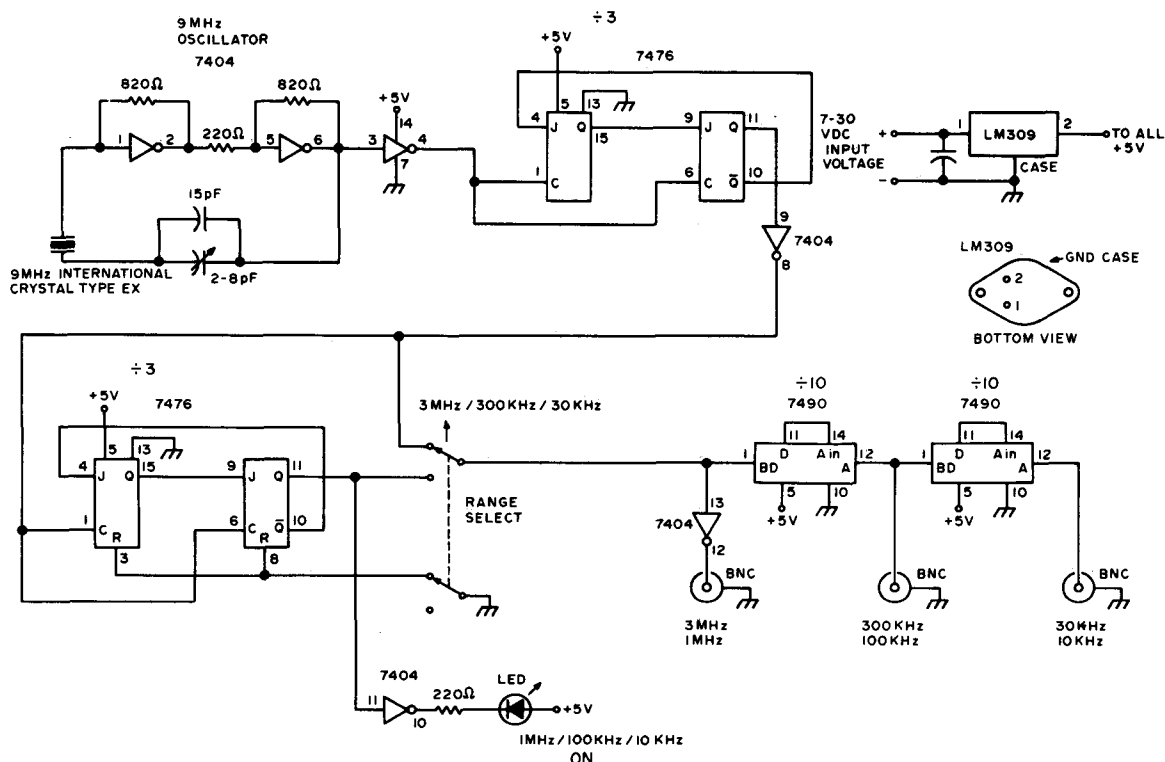 9MHz
OSCILLATOR
7404
820Ω
820Ω
1
2
220Ω
5
6
+5V
14
3
4
7
15pF
2-8pF
9MHz INTERNATIONAL
CRYSTAL TYPE EX
÷3
+5V
7476
5
13
4
J
Q
15
1
C
9
J
Q
11
6
C
Q̅
10
9
7404
8
7-30
VDC
INPUT
VOLTAGE
+
-
1
LM309
2
CASE
TO ALL
+5V
LM309
GND CASE
2
1
BOTTOM VIEW
÷3
+5V
7476
5
13
4
J
Q
15
1
C
R
3
9
J
Q
11
6
C
Q̅
10
R
8
3MHz/300KHz/30KHz
RANGE
SELECT
÷10
7490
11
14
1
BD
D
A in
A
12
5
10
+5V
÷10
7490
11
14
1
BD
D
A in
A
12
5
10
+5V
13
7404
12
BNC
3MHz
1MHz
BNC
300KHz
100KHz
BNC
30KHz
10KHz
7404
11
10
220Ω
LED
+5V
1MHz/100KHz/10KHz
ON